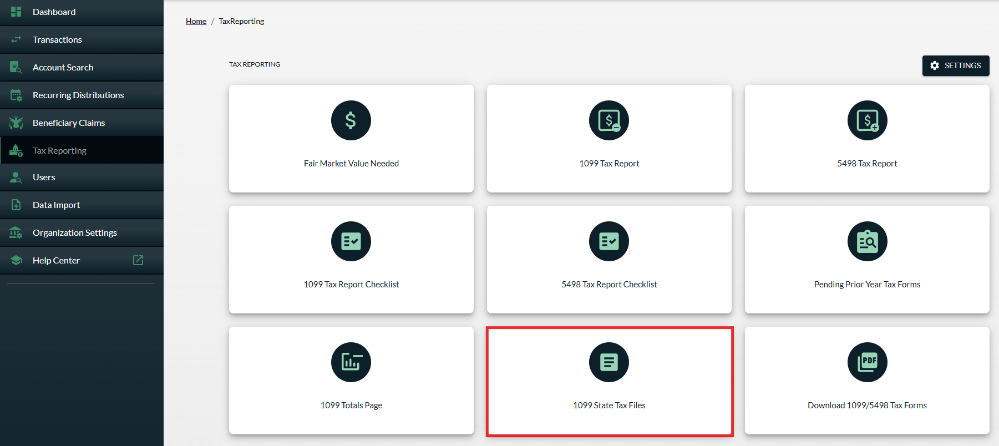 Dashboard
Transactions
Account Search
Recurring Distributions
Beneficiary Claims
Tax Reporting
Users
Data Import
Organization Settings
Help Center
Home / TaxReporting
TAX REPORTING
SETTINGS
Fair Market Value Needed
1099 Tax Report
5498 Tax Report
1099 Tax Report Checklist
5498 Tax Report Checklist
Pending Prior Year Tax Forms
1099 Totals Page
1099 State Tax Files
PDF
Download 1099/5498 Tax Forms